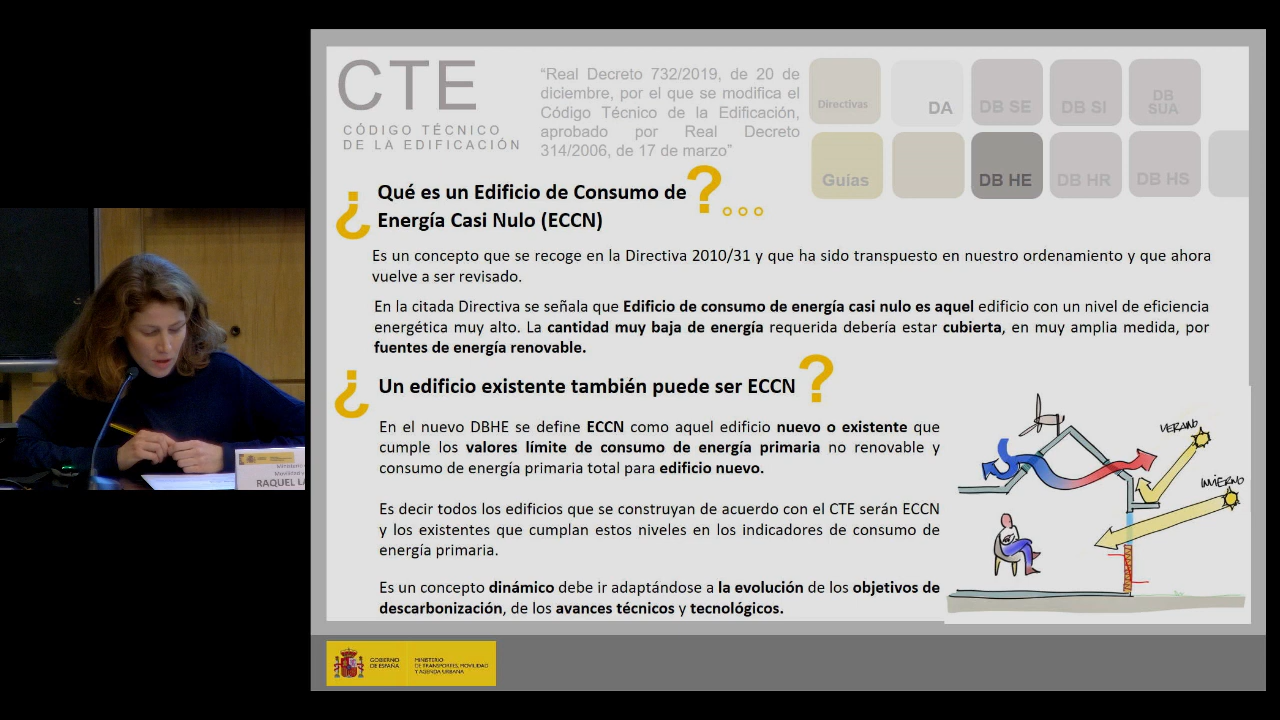 CTE
CÓDIGO TÉCNICO
DE LA EDIFICACIÓN
“Real Decreto 732/2019, de 20 de
diciembre, por el que se modifica el
Código Técnico de la Edificación,
aprobado por Real Decreto
314/2006, de 17 de marzo”
Directivas
DA
DB SE
DB SI
DB
SUA
Guías
DB HE
DB HR
DB HS
¿ Qué es un Edificio de Consumo de
Energía Casi Nulo (ECCN) ?
Es un concepto que se recoge en la Directiva 2010/31 y que ha sido transpuesto en nuestro ordenamiento y que ahora
vuelve a ser revisado.
En la citada Directiva se señala que Edificio de consumo de energía casi nulo es aquel edificio con un nivel de eficiencia
energética muy alto. La cantidad muy baja de energía requerida debería estar cubierta, en muy amplia medida, por
fuentes de energía renovable.
¿ Un edificio existente también puede ser ECCN ?
En el nuevo DBHE se define ECCN como aquel edificio nuevo o existente que
cumple los valores límite de consumo de energía primaria no renovable y
consumo de energía primaria total para edificio nuevo.
Es decir todos los edificios que se construyan de acuerdo con el CTE serán ECCN
y los existentes que cumplan estos niveles en los indicadores de consumo de
energía primaria.
Es un concepto dinámico debe ir adaptándose a la evolución de los objetivos de
descarbonización, de los avances técnicos y tecnológicos.
VERANO
INVIERNO
GOBIERNO
DE ESPAÑA
MINISTERIO
DE TRANSPORTES, MOVILIDAD
Y AGENDA URBANA
RAQUEL